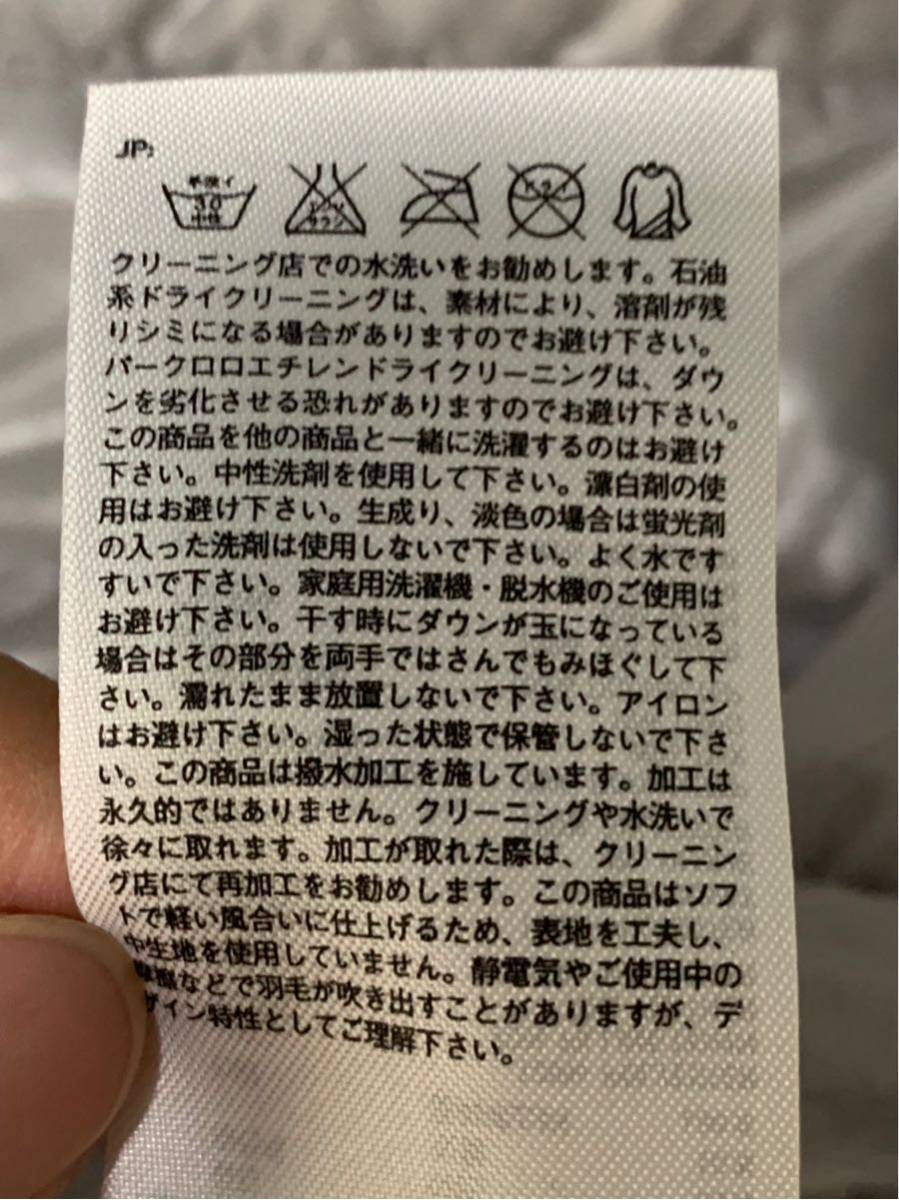 JP:
手洗イ
30
中性
エンソ
サラシ
ドライ
クリーニング店での水洗いをお勧めします。石油
系ドライクリーニングは、素材により、溶剤が残
りシミになる場合がありますのでお避け下さい。
パークロロエチレンドライクリーニングは、ダウ
ンを劣化させる恐れがありますのでお避け下さい。
この商品を他の商品と一緒に洗濯するのはお避け
下さい。中性洗剤を使用して下さい。漂白剤の使
用はお避け下さい。生成り、淡色の場合は蛍光剤
の入った洗剤は使用しないで下さい。よく水です
すいで下さい。家庭用洗濯機・脱水機のご使用は
お避け下さい。干す時にダウンが玉になっている
場合はその部分を両手ではさんでもみほぐして下
さい。濡れたまま放置しないで下さい。アイロン
はお避け下さい。湿った状態で保管しないで下さ
い。この商品は撥水加工を施しています。加工は
永久的ではありません。クリーニングや水洗いで
徐々に取れます。加工が取れた際は、クリーニン
グ店にて再加工をお勧めします。この商品はソフ
トで軽い風合いに仕上げるため、表地を工夫し、
中生地を使用していません。静電気やご使用中の
摩擦などで羽毛が吹き出すことがありますが、デ
ザイン特性としてご理解下さい。